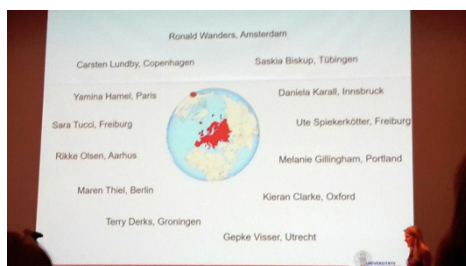 Ronald Wanders, Amsterdam
Carsten Lundby, Copenhagen
Saskia Biskup, Tübingen
Yamina Hamel, Paris
Daniela Karall, Innsbruck
Sara Tucci, Freiburg
Ute Spiekerkötter, Freiburg
Rikke Olsen, Aarhus
Melanie Gillingham, Portland
Maren Thiel, Berlin
Kieran Clarke, Oxford
Terry Derks, Groningen
Gepke Visser, Utrecht